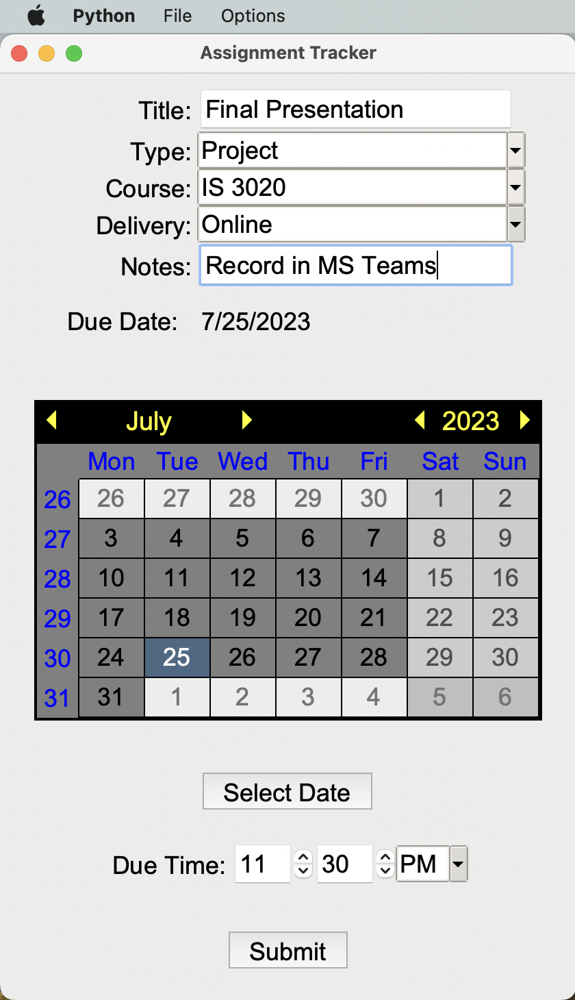 Python File Options
Assignment Tracker
Title: Final Presentation
Type: Project
Course: IS 3020
Delivery: Online
Notes: Record in MS Teams
Due Date: 7/25/2023
July 2023
Mon Tue Wed Thu Fri Sat Sun
26 26 27 28 29 30 1 2
27 3 4 5 6 7 8 9
28 10 11 12 13 14 15 16
29 17 18 19 20 21 22 23
30 24 25 26 27 28 29 30
31 31 1 2 3 4 5 6
Select Date
Due Time: 11 30 PM
Submit